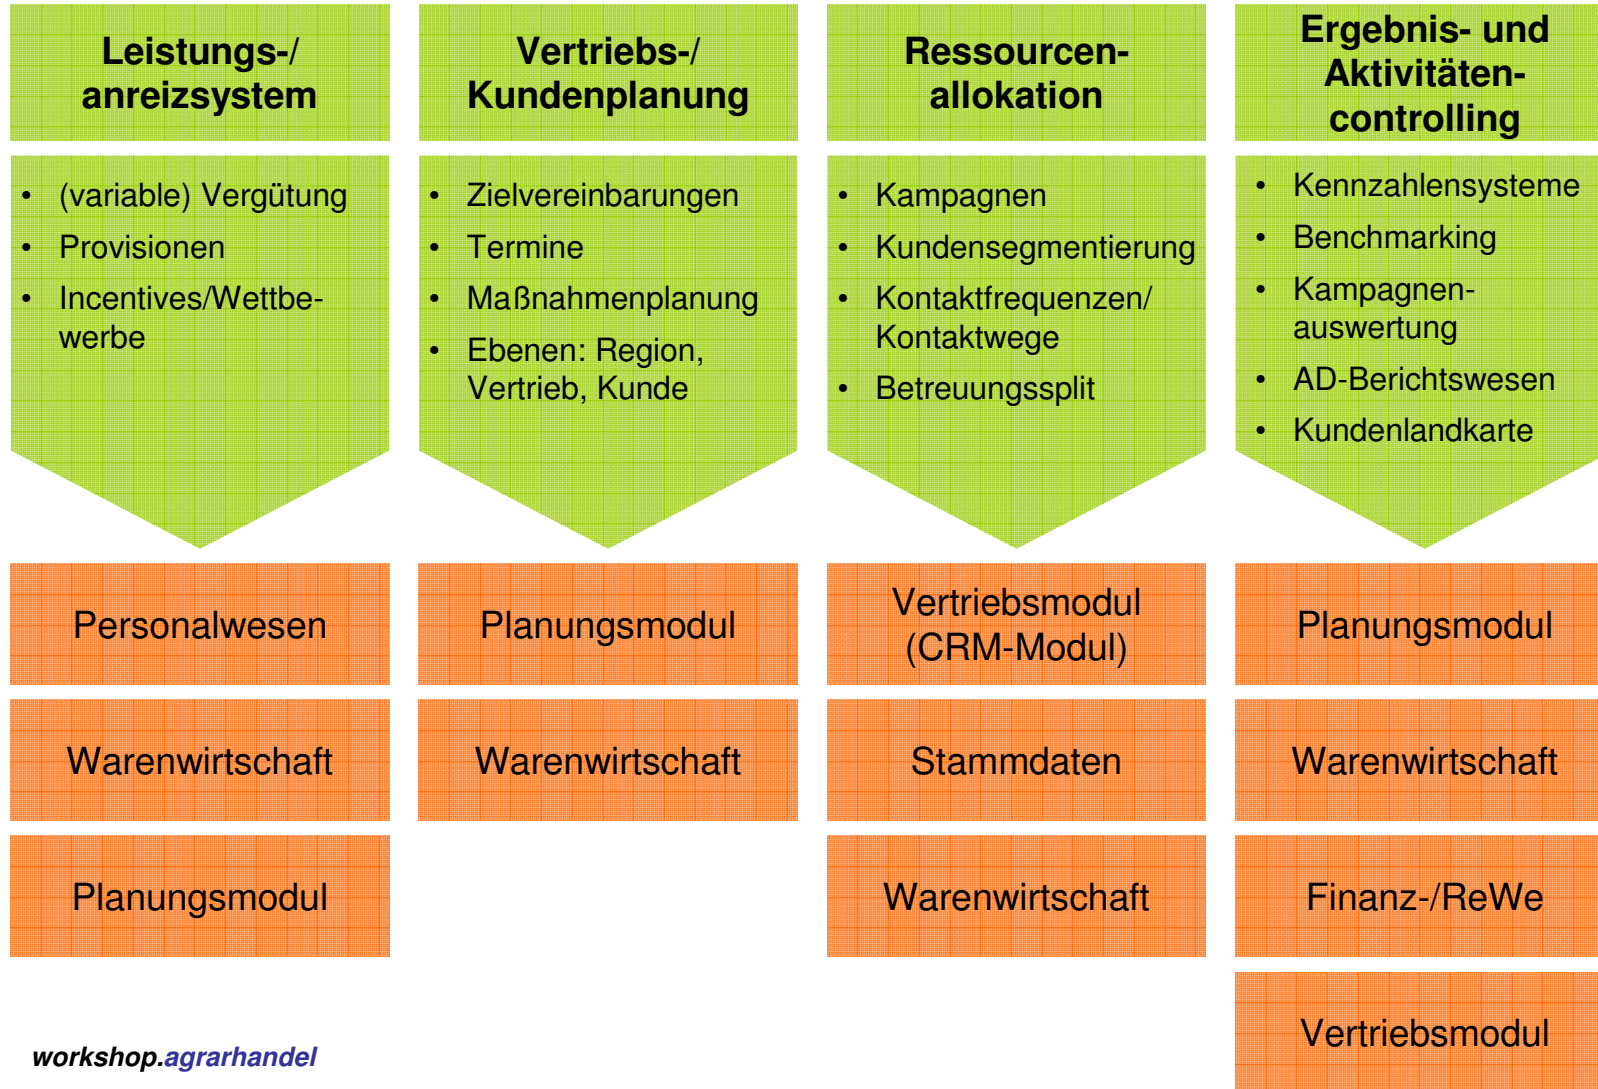 Leistungs-/
anreizsystem
• (variable) Vergütung
• Provisionen
• Incentives/Wettbe-
werbe
Personalwesen
Warenwirtschaft
Planungsmodul
Vertriebs-/
Kundenplanung
• Zielvereinbarungen
• Termine
• Maßnahmenplanung
• Ebenen: Region,
Vertrieb, Kunde
Planungsmodul
Warenwirtschaft
Ressourcen-
allokation
• Kampagnen
• Kundensegmentierung
• Kontaktfrequenzen/
Kontaktwege
• Betreuungssplit
Vertriebsmodul
(CRM-Modul)
Stammdaten
Warenwirtschaft
Ergebnis- und
Aktivitäten-
controlling
• Kennzahlensysteme
• Benchmarking
• Kampagnen-
auswertung
• AD-Berichtswesen
• Kundenlandkarte
Planungsmodul
Warenwirtschaft
Finanz-/ReWe
Vertriebsmodul
workshop.agrarhandel